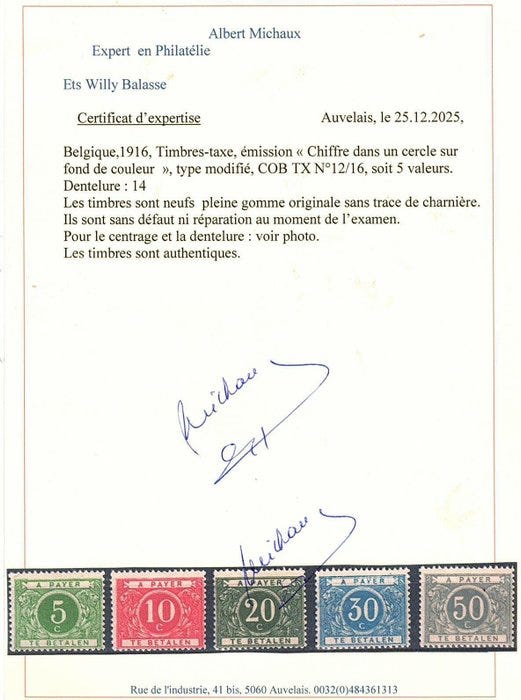 Albert Michaux
Expert en Philatélie
Ets Willy Balasse
Certificat d'expertise Auvelais, le 25.12.2025,
Belgique,1916, Timbres-taxe, émission « Chiffre dans un cercle sur
fond de couleur », type modifié, COB TX N°12/16, soit 5 valeurs.
Dentelure : 14
Les timbres sont neufs pleine gomme originale sans trace de charnière.
Ils sont sans défaut ni réparation au moment de l'examen.
Pour le centrage et la dentelure : voir photo.
Les timbres sont authentiques.
Michaux
Michaux
A PAYER A PAYER A PAYER A PAYER A PAYER
5 10 20 30 50
C C C C C
TE BETALEN TE BETALEN TE BETALEN TE BETALEN TE BETALEN
Rue de l'industrie, 41 bis, 5060 Auvelais. 0032(0)484361313